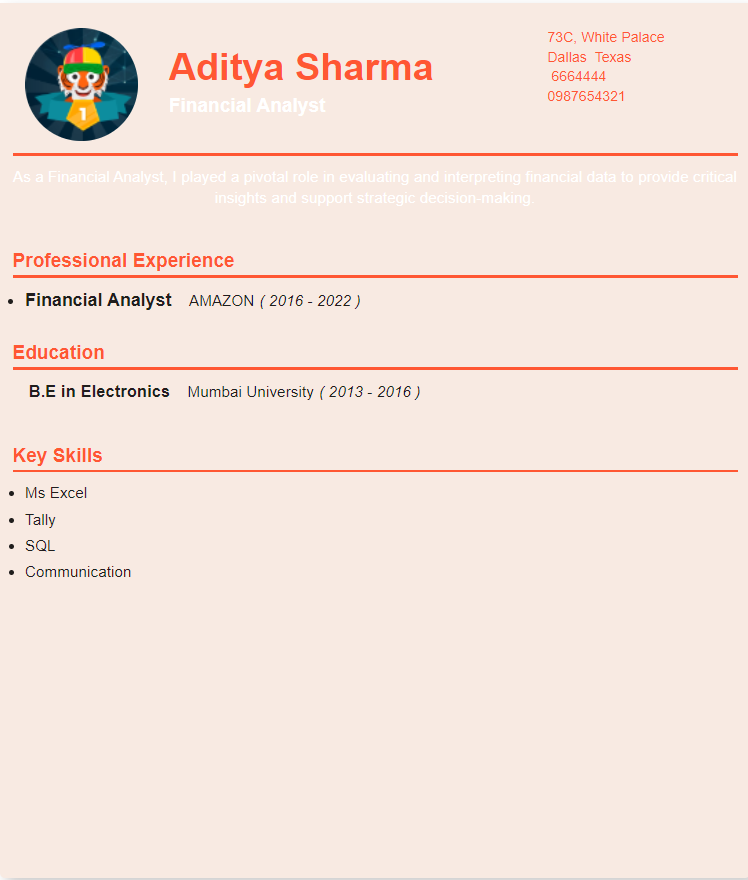 1
Aditya Sharma
Financial Analyst
73C, White Palace
Dallas Texas
6664444
0987654321
As a Financial Analyst, I played a pivotal role in evaluating and interpreting financial data to provide critical
insights and support strategic decision-making.
Professional Experience
• Financial Analyst AMAZON ( 2016 - 2022 )
Education
B.E in Electronics Mumbai University ( 2013 - 2016 )
Key Skills
• Ms Excel
• Tally
• SQL
• Communication